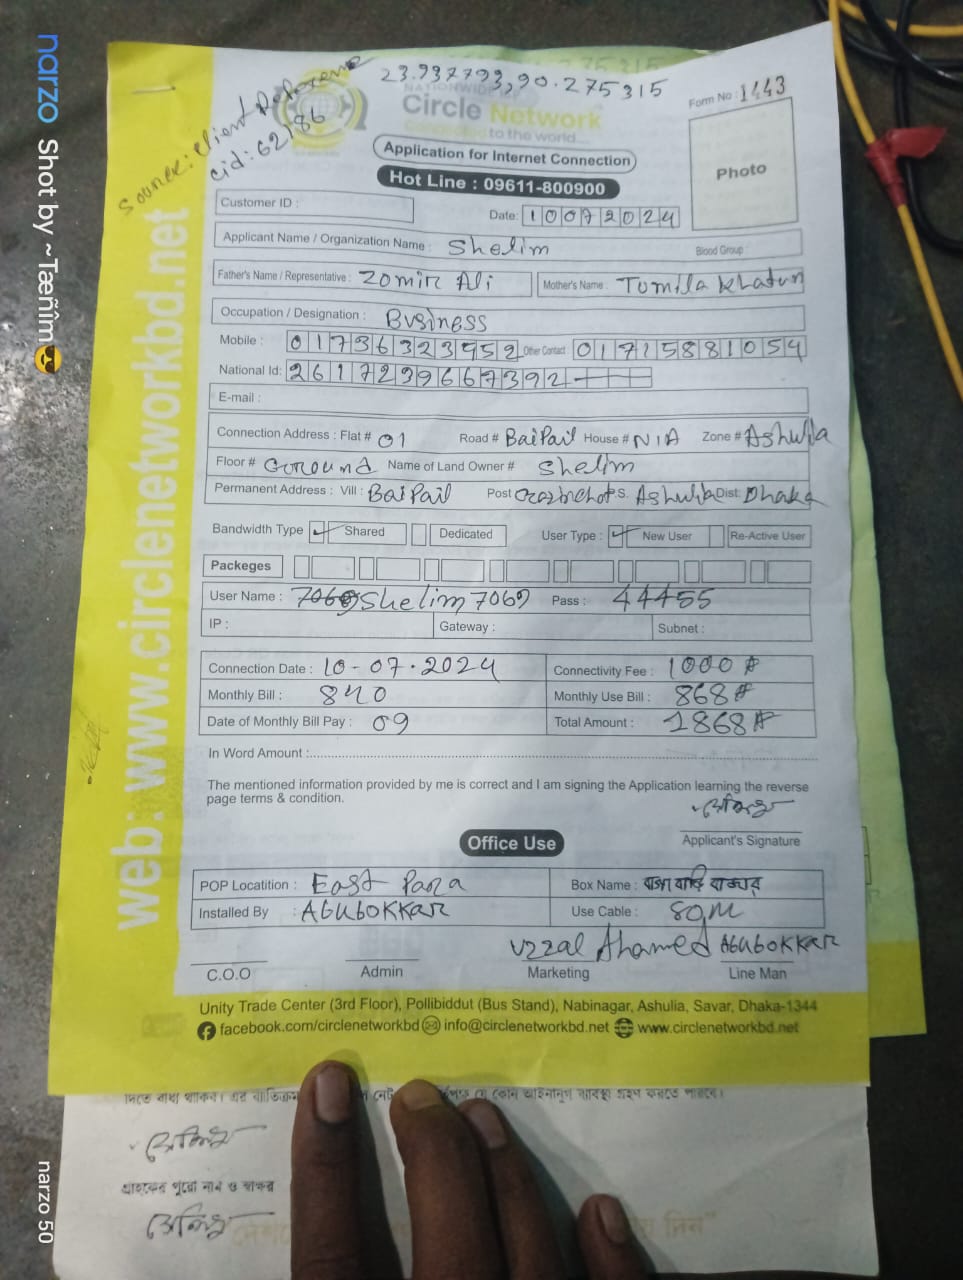 narzo Shot by ~Tæñîm😎
narzo 50
23.937793,90.275315
Source: Client Reference
cid: 62186
Circle Network
to the world...
Form No : 1443
Application for Internet Connection
Photo
Hot Line : 09611-800900
Customer ID :
Date: 10072024
Applicant Name / Organization Name : Shelim Blood Group :
Father's Name / Representative : Zomir Ali Mother's Name : Tomila Khatun
Occupation / Designation : Business
Mobile : 01736323952 Other Contact 01715881054
National Id: 2617239667392
E-mail :
Connection Address : Flat # 01 Road # BaiPail House # N/A Zone # Ashulia
Floor # Ground Name of Land Owner # Shelim
Permanent Address : Vill : BaiPail Post P.S. Ashulia Dist: Dhaka
Bandwidth Type ✓ Shared Dedicated User Type : ✓ New User Re-Active User
Packeges
User Name : Shelim7069 Pass : 44455
IP : Gateway : Subnet :
Connection Date : 10-07-2024 Connectivity Fee : 1000
Monthly Bill : 840 Monthly Use Bill : 868
Date of Monthly Bill Pay : 09 Total Amount : 1868
In Word Amount :
The mentioned information provided by me is correct and I am signing the Application learning the reverse
page terms & condition.
Applicant's Signature
Office Use
POP Locatition : East Para Box Name :
Installed By : Abubokkar Use Cable : 80m
Uzzal Ahamed Abubokkar
C.O.O Admin Marketing Line Man
Unity Trade Center (3rd Floor), Pollibiddut (Bus Stand), Nabinagar, Ashulia, Savar, Dhaka-1344
facebook.com/circlenetworkbd info@circlenetworkbd.net www.circlenetworkbd.net
web: www.circlenetworkbd.net
গ্রাহকের পুরো নাম ও স্বাক্ষর